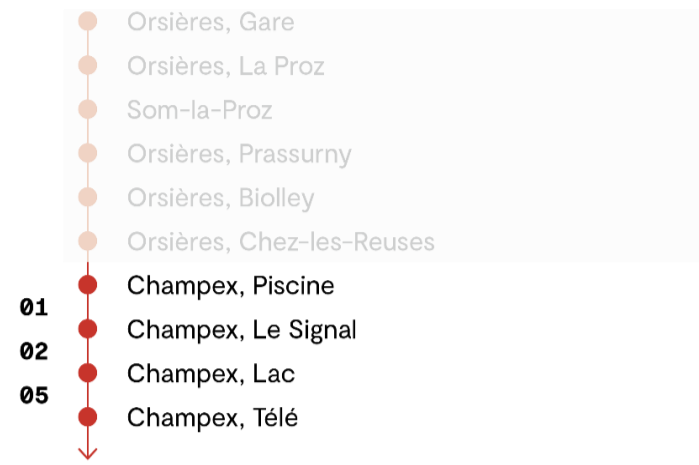 Orsières, Gare
Orsières, La Proz
Som-la-Proz
Orsières, Prassurny
Orsières, Biolley
Orsières, Chez-les-Reuses
Champex, Piscine
01
Champex, Le Signal
02
Champex, Lac
05
Champex, Télé